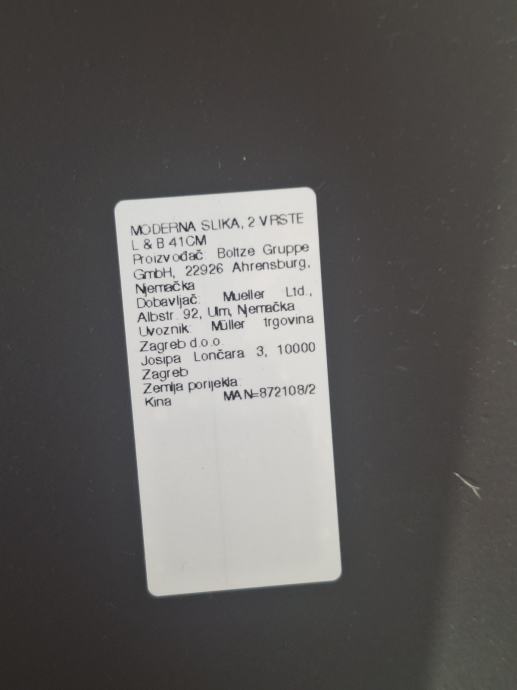 MODERNA SLIKA, 2 VRSTE
L & B 41CM
Proizvođač: Boltze Gruppe
GmbH, 22926 Ahrensburg,
Njemačka
Dobavljač: Mueller Ltd.,
Albstr. 92, Ulm, Njemačka
Uvoznik: Müller trgovina
Zagreb d.o.o.
Josipa Lončara 3, 10000
Zagreb
Zemlja porijekla:
Kina MAN=872108/2